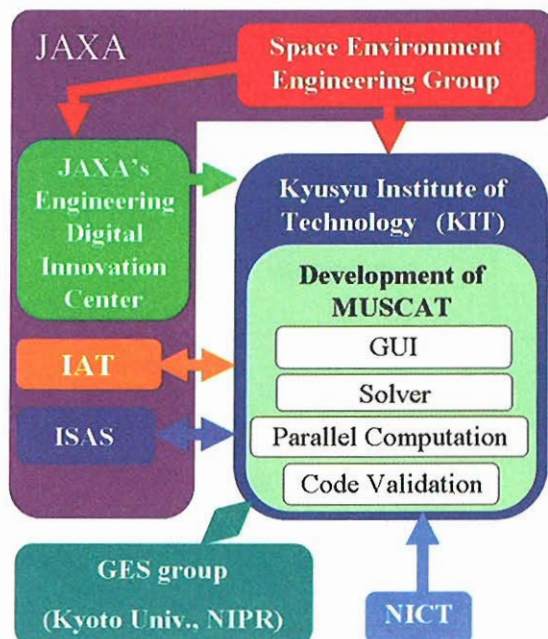 JAXA
Space Environment
Engineering Group
JAXA's
Engineering
Digital
Innovation
Center
Kyusyu Institute of
Technology (KIT)
Development of
MUSCAT
GUI
Solver
Parallel Computation
Code Validation
IAT
ISAS
GES group
(Kyoto Univ., NIPR)
NICT